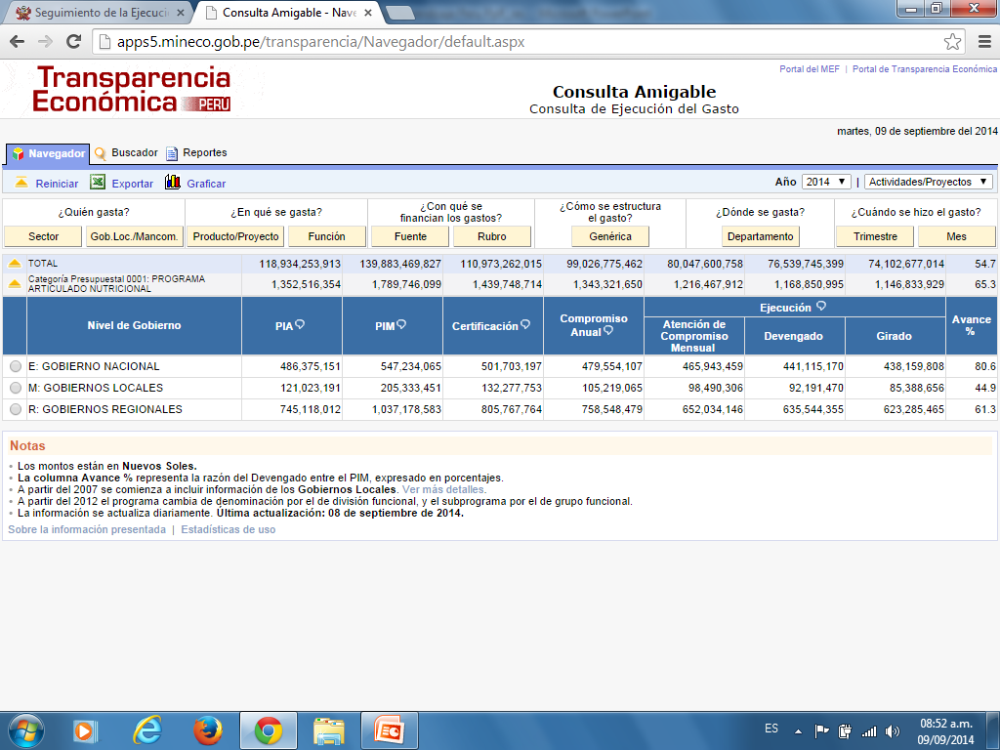 Seguimiento de la Ejecuci
Consulta Amigable - Nave
apps5.mineco.gob.pe/transparencia/Navegador/default.aspx
Transparencia
Económica PERU
Portal del MEF | Portal de Transparencia Económica
Consulta Amigable
Consulta de Ejecución del Gasto
martes, 09 de septiembre del 2014
Navegador Buscador Reportes
Reiniciar Exportar Graficar Año 2014 | Actividades/Proyectos
¿Quién gasta? ¿En qué se gasta? ¿Con qué se financian los gastos? ¿Cómo se estructura el gasto? ¿Dónde se gasta? ¿Cuándo se hizo el gasto?
Sector Gob.Loc./Mancom. Producto/Proyecto Función Fuente Rubro Genérica Departamento Trimestre Mes
TOTAL 118,934,253,913 139,883,469,827 110,973,262,015 99,026,775,462 80,047,600,758 76,539,745,399 74,102,677,014 54.7
Categoría Presupuestal 0001: PROGRAMA ARTICULADO NUTRICIONAL 1,352,516,354 1,789,746,099 1,439,748,714 1,343,321,650 1,216,467,912 1,168,850,995 1,146,833,929 65.3
Nivel de Gobierno PIA PIM Certificación Compromiso Anual Ejecución Avance %
Atención de Compromiso Mensual Devengado Girado
E: GOBIERNO NACIONAL 486,375,151 547,234,065 501,703,197 479,554,107 465,943,459 441,115,170 438,159,808 80.6
M: GOBIERNOS LOCALES 121,023,191 205,333,451 132,277,753 105,219,065 98,490,306 92,191,470 85,388,656 44.9
R: GOBIERNOS REGIONALES 745,118,012 1,037,178,583 805,767,764 758,548,479 652,034,146 635,544,355 623,285,465 61.3
Notas
• Los montos están en Nuevos Soles.
• La columna Avance % representa la razón del Devengado entre el PIM, expresado en porcentajes.
• A partir del 2007 se comienza a incluir información de los Gobiernos Locales. Ver más detalles.
• A partir del 2012 el programa cambia de denominación por el de división funcional, y el subprograma por el de grupo funcional.
• La información se actualiza diariamente. Última actualización: 08 de septiembre de 2014.
Sobre la información presentada | Estadísticas de uso
ES
08:52 a.m.
09/09/2014